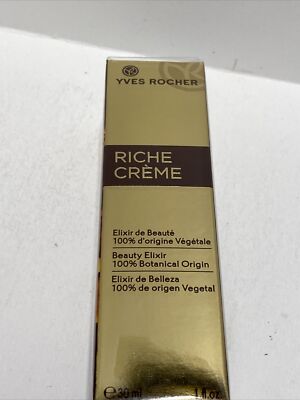 YVES ROCHER
RICHE
CRÈME
Elixir de Beauté
100% d'origine Végétale
Beauty Elixir
100% Botanical Origin
Elixir de Belleza
100% de origen Vegetal
℮ 30 ml 1 fl.oz.